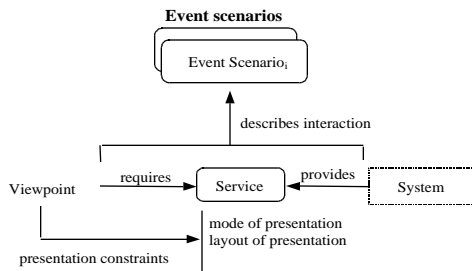 Event scenarios
Event Scenarioᵢ
describes interaction
requires
provides
Viewpoint
Service
System
mode of presentation
layout of presentation
presentation constraints